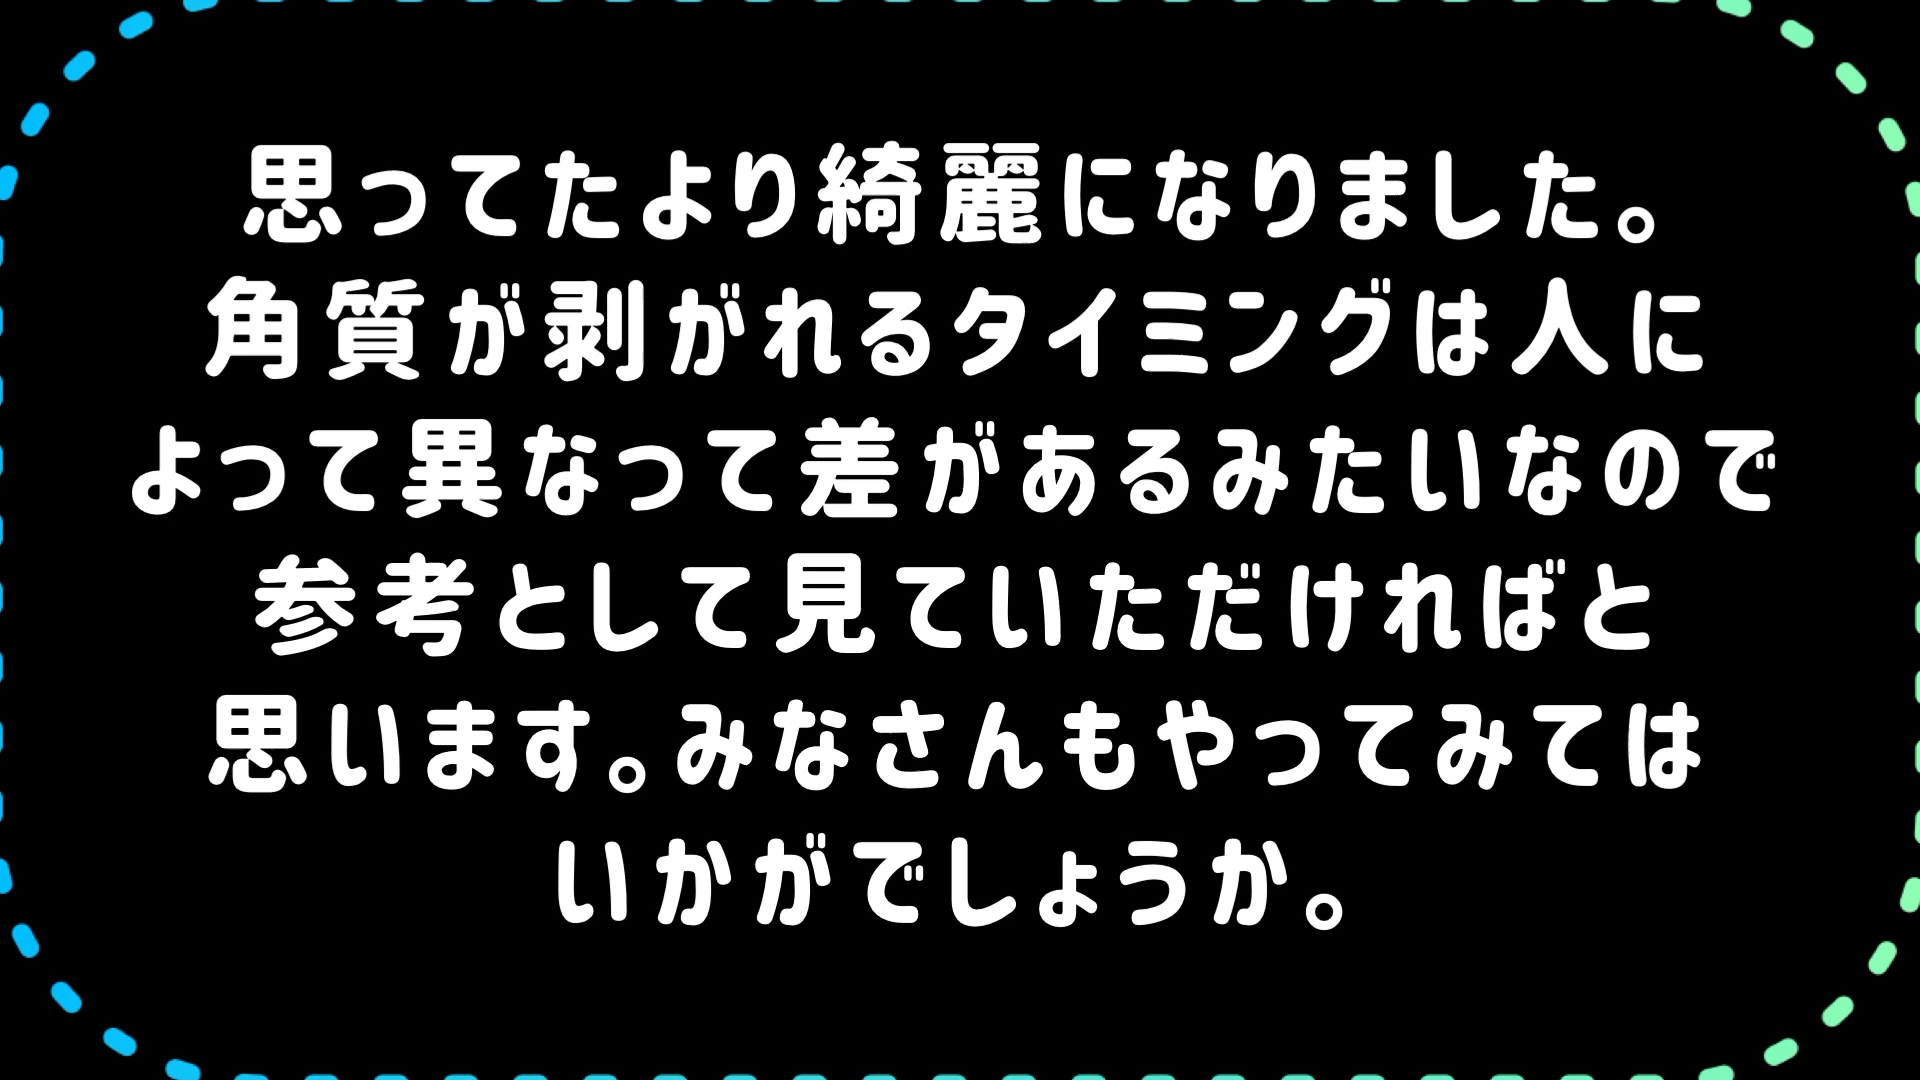 思ってたより綺麗になりました。
角質が剥がれるタイミングは人に
よって異なって差があるみたいなので
参考として見ていただければと
思います。みなさんもやってみては
いかがでしょうか。